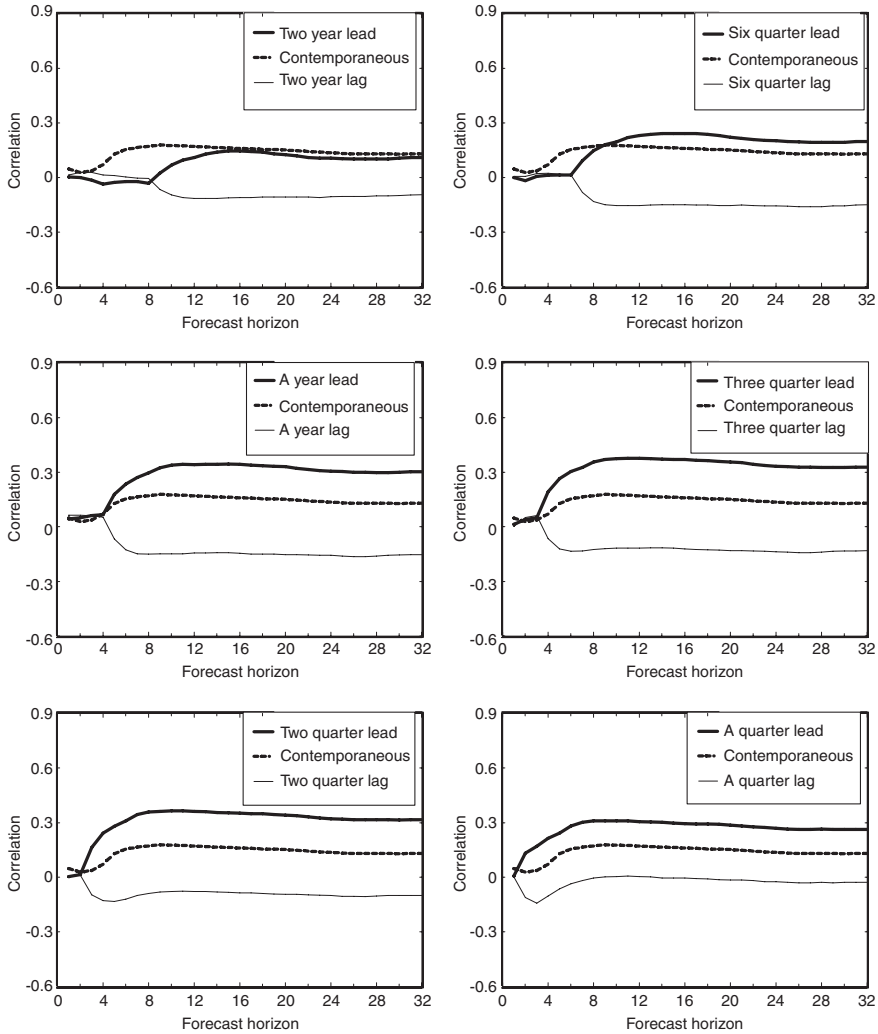 0.9
0.6
0.3
0
-0.3
-0.6
Correlation
Two year lead
Contemporaneous
Two year lag
0 4 8 12 16 20 24 28 32
Forecast horizon
0.9
0.6
0.3
0
-0.3
-0.6
Correlation
Six quarter lead
Contemporaneous
Six quarter lag
0 4 8 12 16 20 24 28 32
Forecast horizon
0.9
0.6
0.3
0
-0.3
-0.6
Correlation
A year lead
Contemporaneous
A year lag
0 4 8 12 16 20 24 28 32
Forecast horizon
0.9
0.6
0.3
0
-0.3
-0.6
Correlation
Three quarter lead
Contemporaneous
Three quarter lag
0 4 8 12 16 20 24 28 32
Forecast horizon
0.9
0.6
0.3
0
-0.3
-0.6
Correlation
Two quarter lead
Contemporaneous
Two quarter lag
0 4 8 12 16 20 24 28 32
Forecast horizon
0.9
0.6
0.3
0
-0.3
-0.6
Correlation
A quarter lead
Contemporaneous
A quarter lag
0 4 8 12 16 20 24 28 32
Forecast horizon